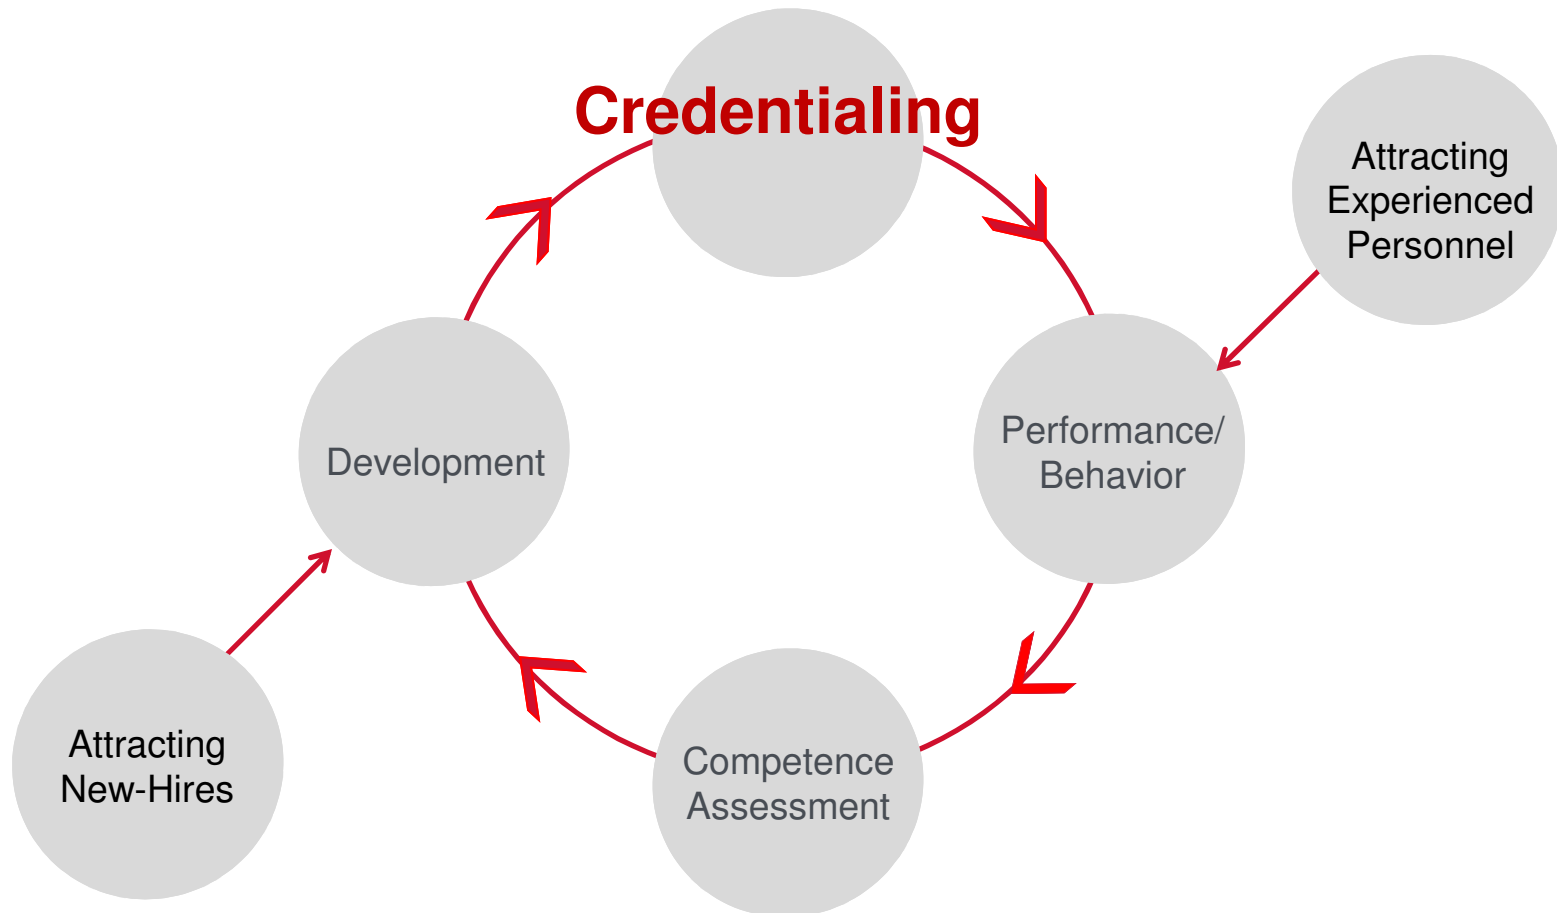 Credentialing
Attracting
Experienced
Personnel
Development
Performance/
Behavior
Attracting
New-Hires
Competence
Assessment